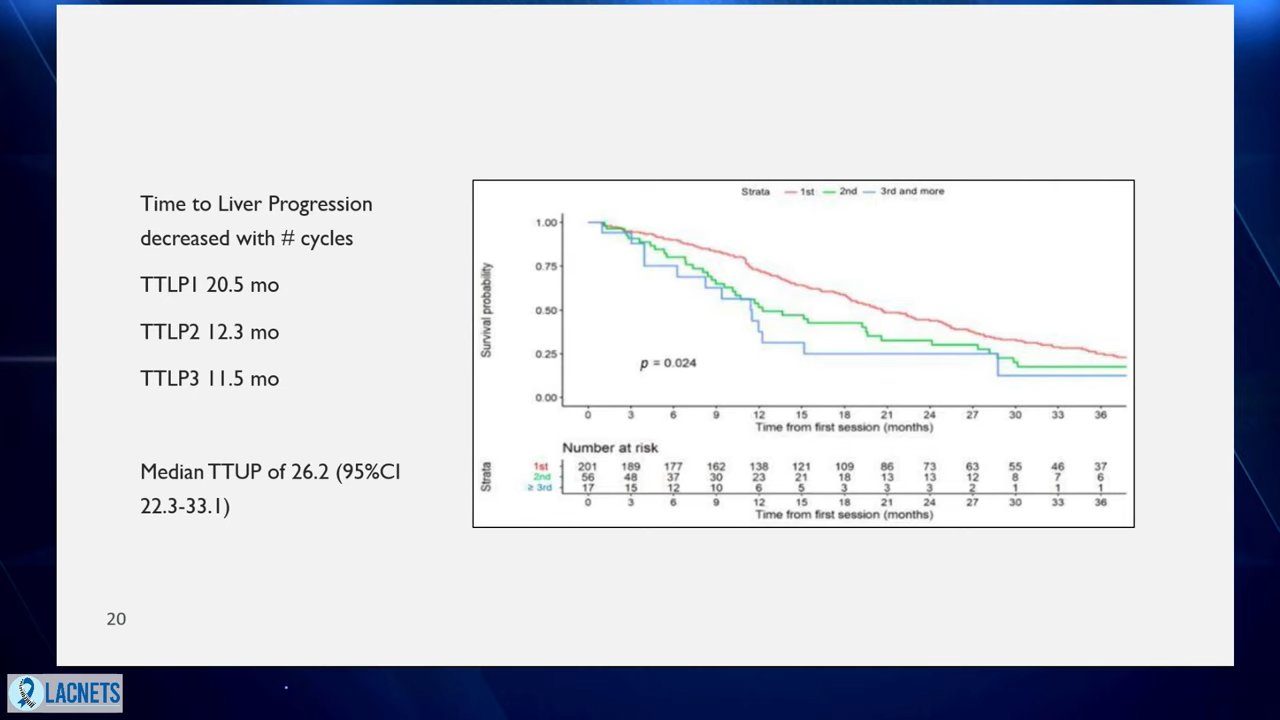 Time to Liver Progression
decreased with # cycles
TTLP1 20.5 mo
TTLP2 12.3 mo
TTLP3 11.5 mo
Median TTUP of 26.2 (95%CI
22.3-33.1)
Strata 1st 2nd 3rd and more
Survival probability
1.00
0.75
0.50
0.25
0.00
p = 0.024
0 3 6 9 12 15 18 21 24 27 30 33 36
Time from first session (months)
Number at risk
Strata
1st 201 189 177 162 138 121 109 86 73 63 55 46 37
2nd 56 48 37 30 23 21 18 13 13 12 8 7 6
≥ 3rd 17 15 12 10 6 5 3 3 3 2 1 1 1
0 3 6 9 12 15 18 21 24 27 30 33 36
Time from first session (months)
20
LACNETS